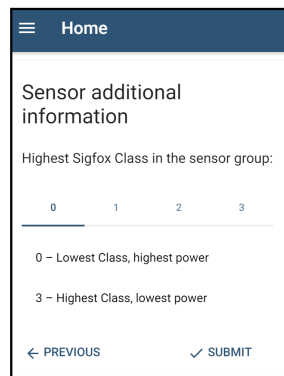 Home
Sensor additional
information
Highest Sigfox Class in the sensor group:
0 1 2 3
0 – Lowest Class, highest power
3 – Highest Class, lowest power
PREVIOUS SUBMIT